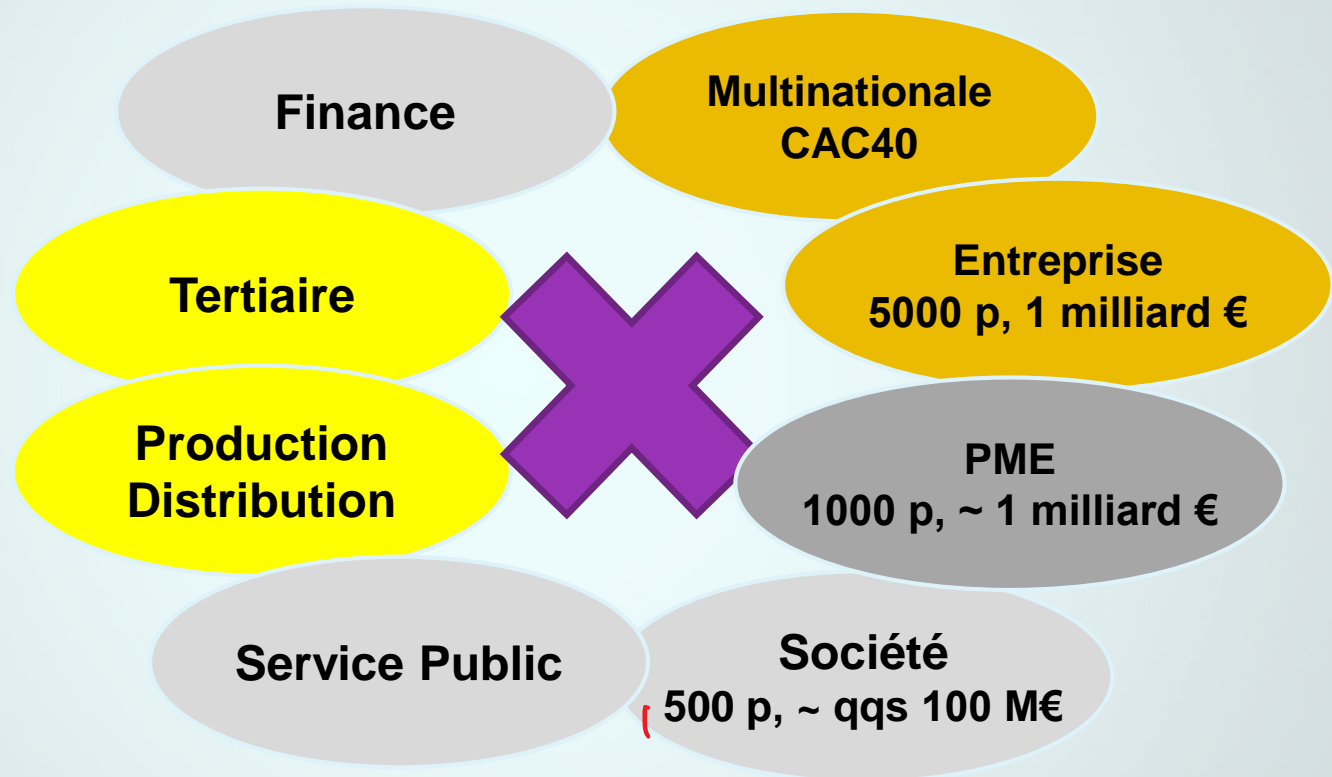 Finance
Multinationale
CAC40
Tertiaire
Entreprise
5000 p, 1 milliard €
Production
Distribution
PME
1000 p, ~ 1 milliard €
Service Public
Société
500 p, ~ qqs 100 M€